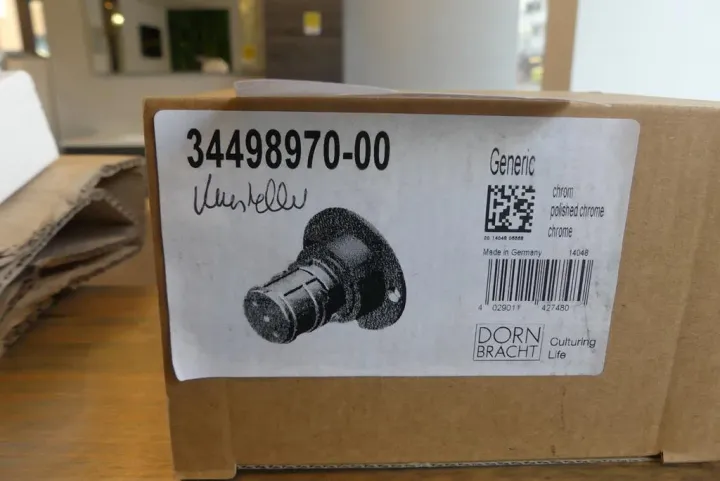 34498970-00
Generic
chrom
polished chrome
chrome
Made in Germany 14048
4 029017 427480
DORN
BRACHT
Culturing
Life